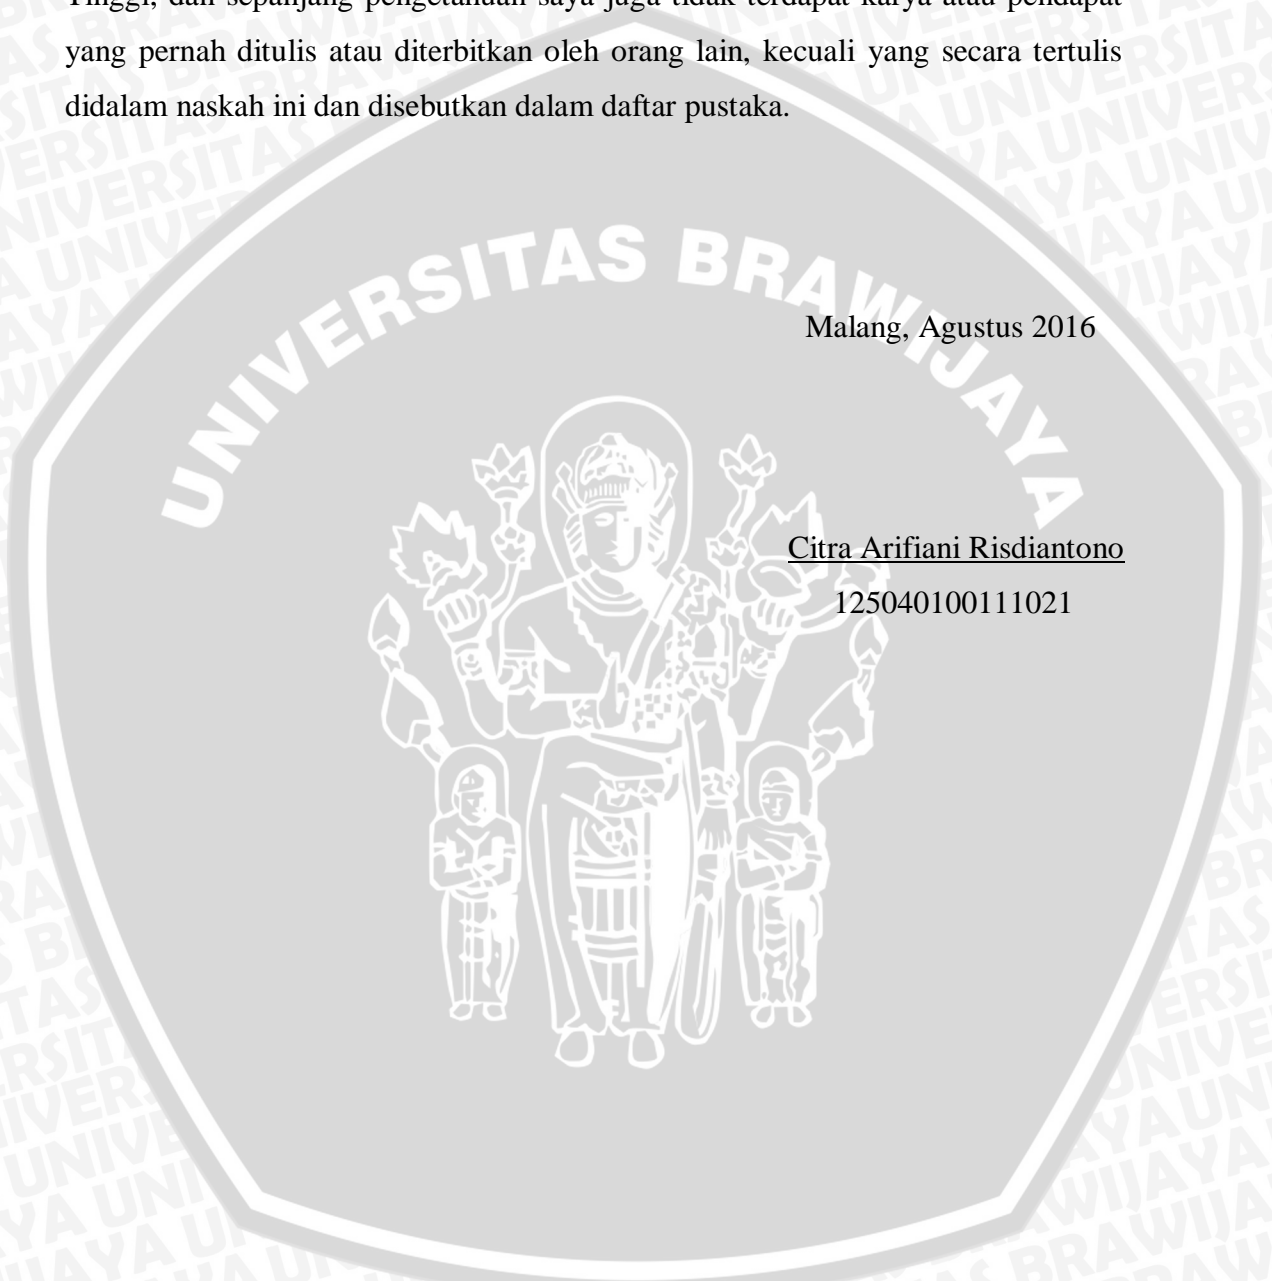 Tinggi, dan sepanjang pengetahuan saya juga tidak terdapat karya atau pendapat
yang pernah ditulis atau diterbitkan oleh orang lain, kecuali yang secara tertulis
didalam naskah ini dan disebutkan dalam daftar pustaka.
UNIVERSITAS BRAWIJAYA
Malang, Agustus 2016
Citra Arifiani Risdiantono
125040100111021